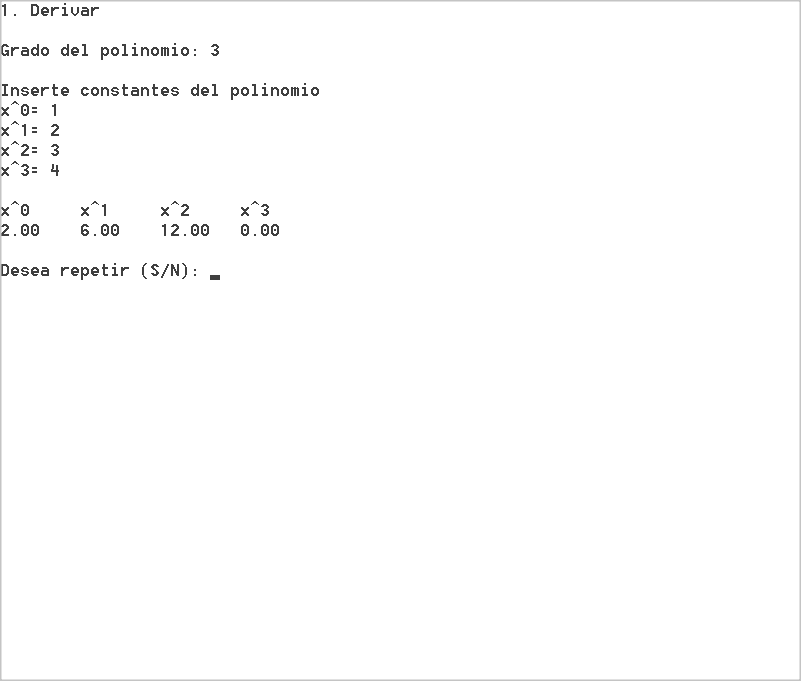 1. Derivar
Grado del polinomio: 3
Inserte constantes del polinomio
x^0= 1
x^1= 2
x^2= 3
x^3= 4
x^0 x^1 x^2 x^3
2.00 6.00 12.00 0.00
Desea repetir (S/N): _